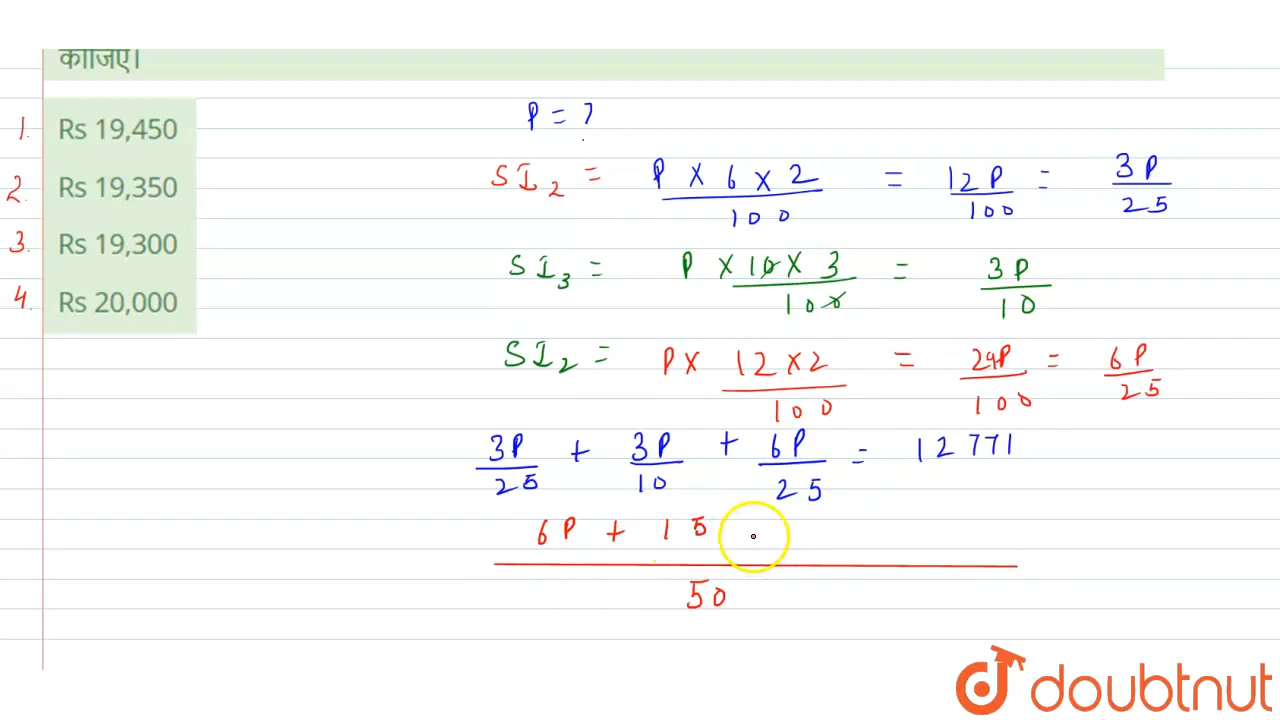 कीजिए।
P = ?
1. Rs 19,450
2. Rs 19,350
3. Rs 19,300
4. Rs 20,000
SI₂ = P X 6 X 2 / 100 = 12P / 100 = 3P / 25
SI₃ = P X 10 X 3 / 100 = 3P / 10
SI₂ = P X 12 X 2 / 100 = 24P / 100 = 6P / 25
3P / 25 + 3P / 10 + 6P / 25 = 12771
6P + 15 / 50
doubtnut